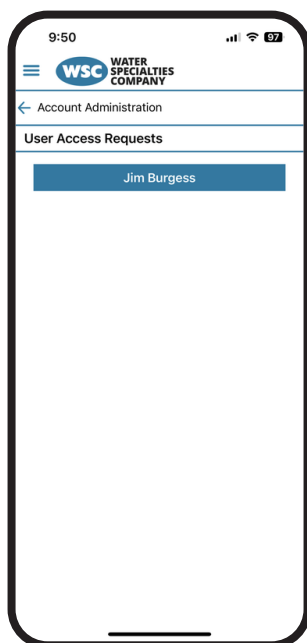 9:50
97
WSC WATER
SPECIALTIES
COMPANY
Account Administration
User Access Requests
Jim Burgess